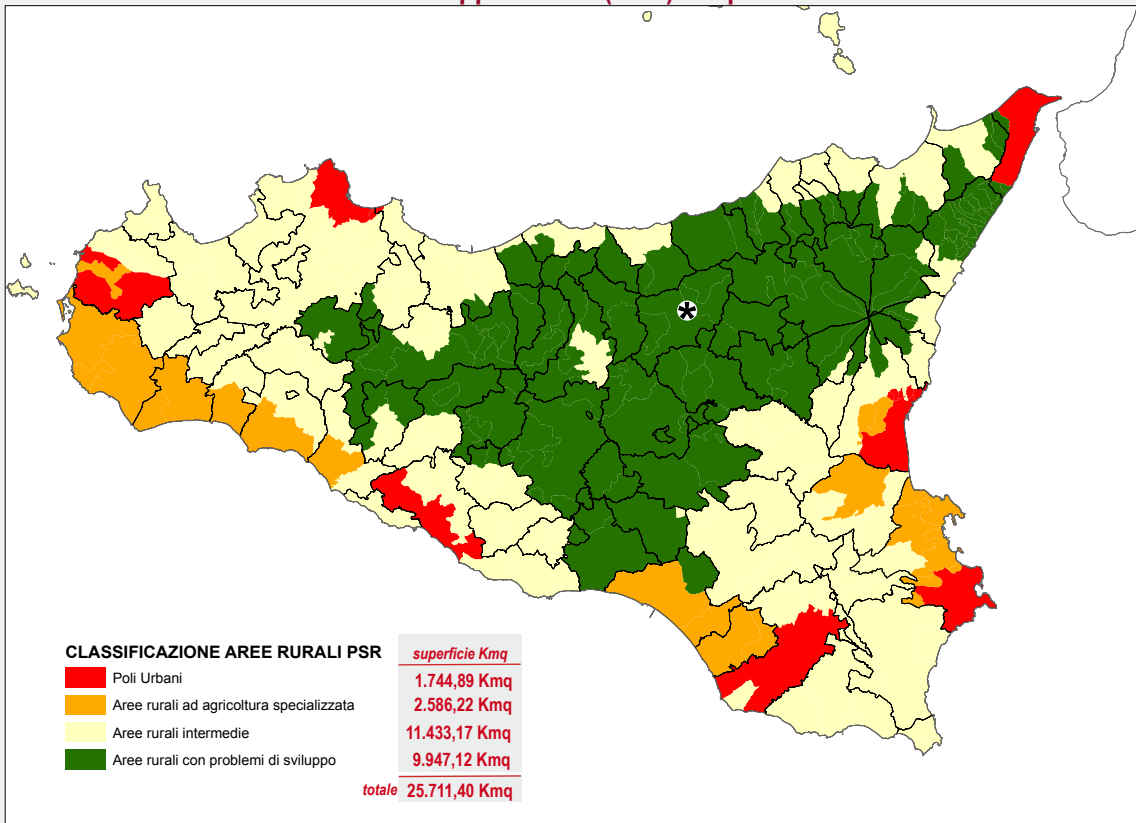 CLASSIFICAZIONE AREE RURALI PSR superficie Kmq
Poli Urbani 1.744,89 Kmq
Aree rurali ad agricoltura specializzata 2.586,22 Kmq
Aree rurali intermedie 11.433,17 Kmq
Aree rurali con problemi di sviluppo 9.947,12 Kmq
totale 25.711,40 Kmq
*